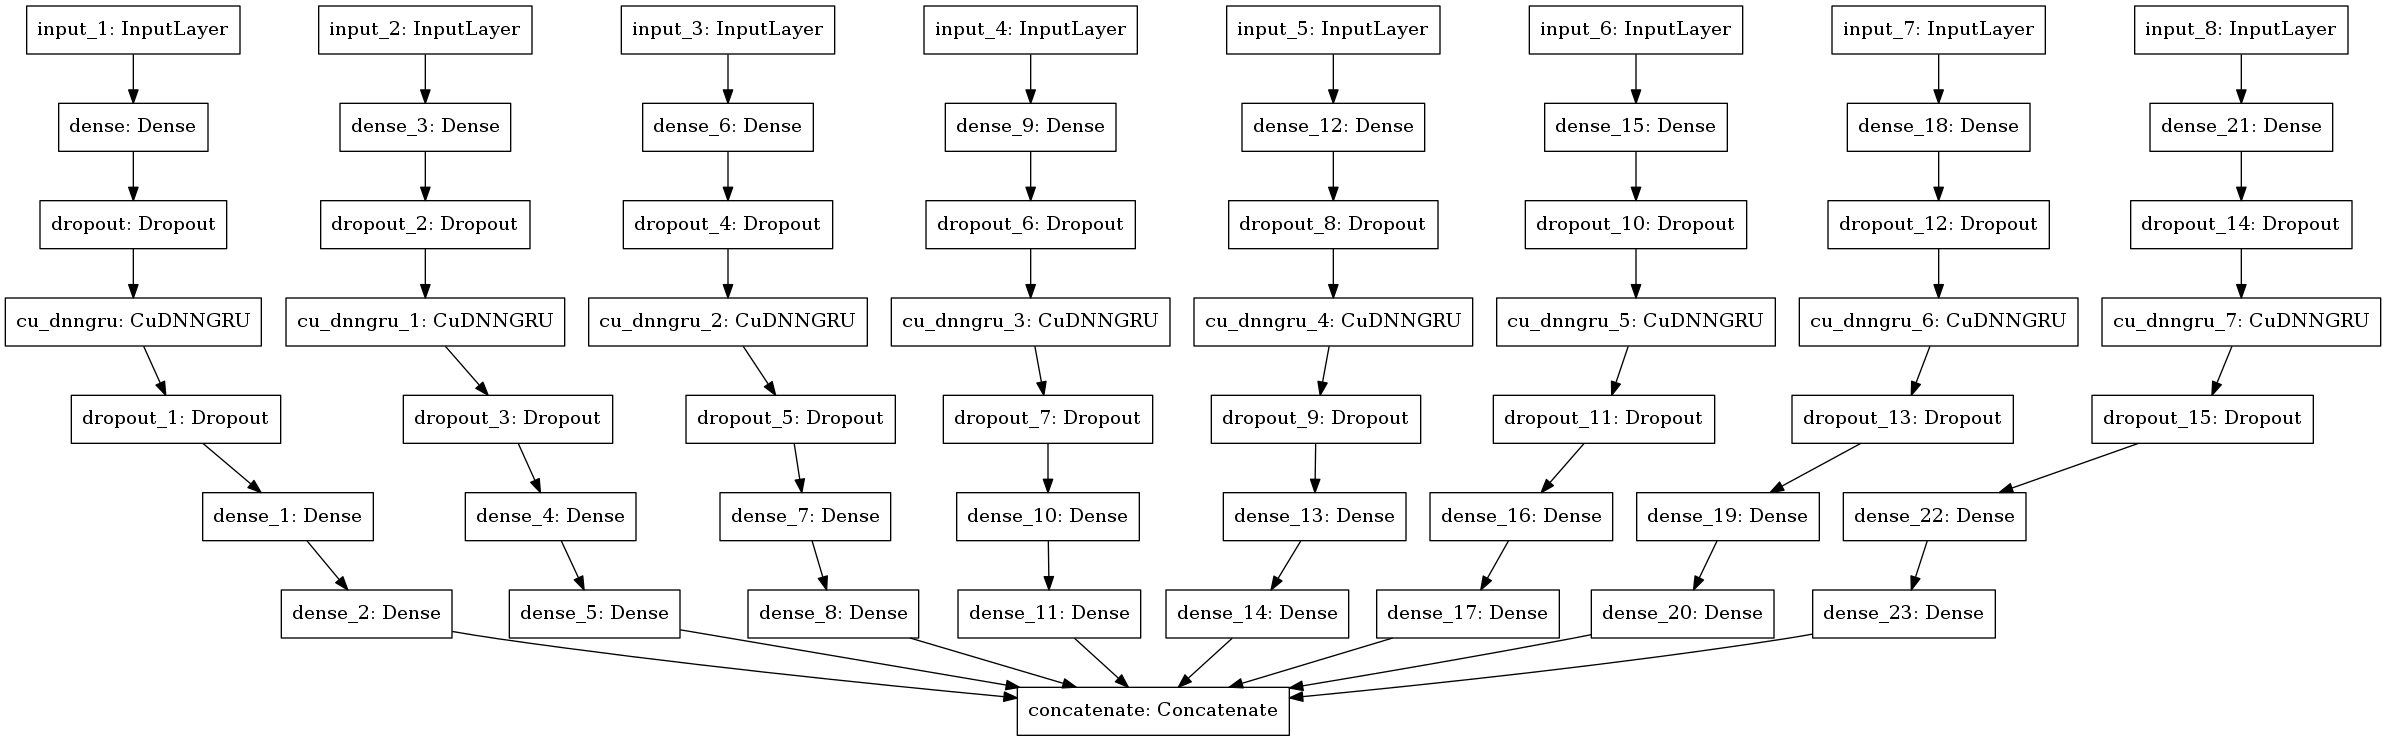 input_1: InputLayer
input_2: InputLayer
input_3: InputLayer
input_4: InputLayer
input_5: InputLayer
input_6: InputLayer
input_7: InputLayer
input_8: InputLayer
dense: Dense
dense_3: Dense
dense_6: Dense
dense_9: Dense
dense_12: Dense
dense_15: Dense
dense_18: Dense
dense_21: Dense
dropout: Dropout
dropout_2: Dropout
dropout_4: Dropout
dropout_6: Dropout
dropout_8: Dropout
dropout_10: Dropout
dropout_12: Dropout
dropout_14: Dropout
cu_dnngru: CuDNNGRU
cu_dnngru_1: CuDNNGRU
cu_dnngru_2: CuDNNGRU
cu_dnngru_3: CuDNNGRU
cu_dnngru_4: CuDNNGRU
cu_dnngru_5: CuDNNGRU
cu_dnngru_6: CuDNNGRU
cu_dnngru_7: CuDNNGRU
dropout_1: Dropout
dropout_3: Dropout
dropout_5: Dropout
dropout_7: Dropout
dropout_9: Dropout
dropout_11: Dropout
dropout_13: Dropout
dropout_15: Dropout
dense_1: Dense
dense_4: Dense
dense_7: Dense
dense_10: Dense
dense_13: Dense
dense_16: Dense
dense_19: Dense
dense_22: Dense
dense_2: Dense
dense_5: Dense
dense_8: Dense
dense_11: Dense
dense_14: Dense
dense_17: Dense
dense_20: Dense
dense_23: Dense
concatenate: Concatenate